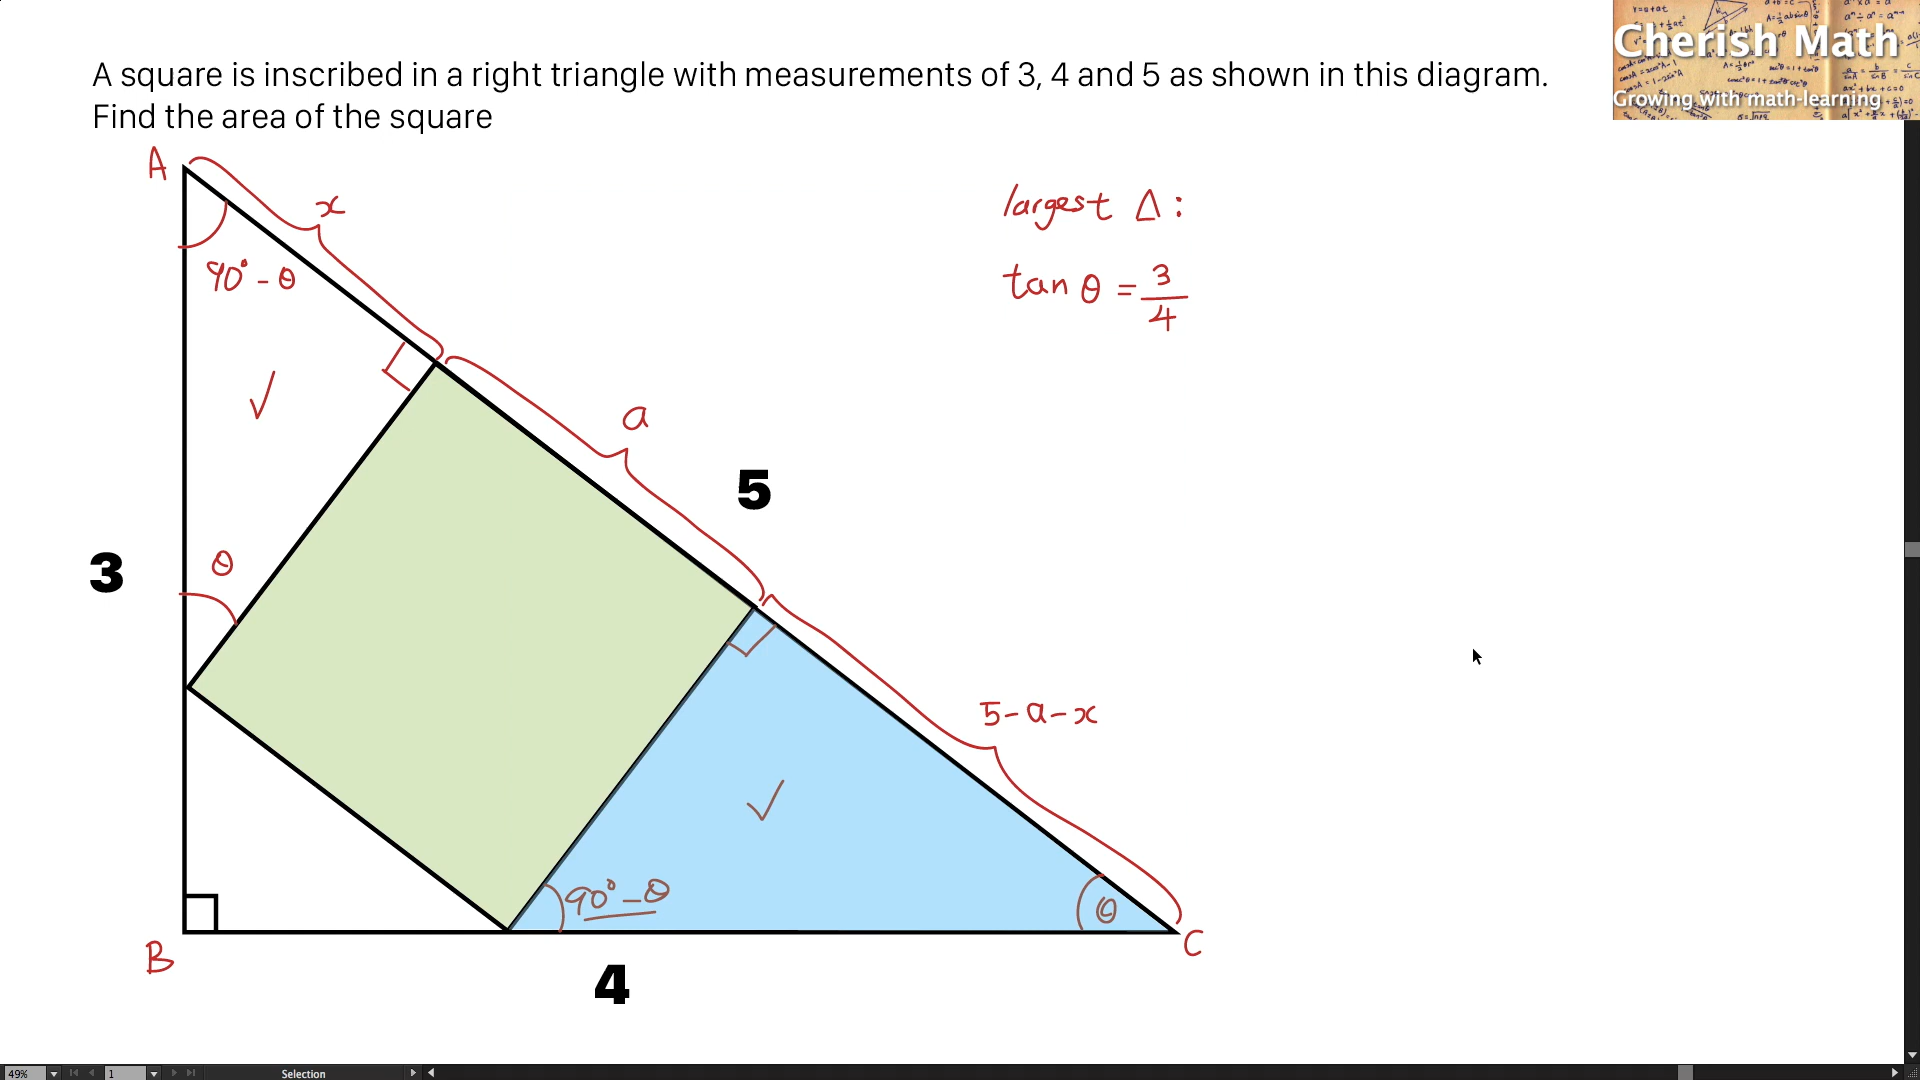 Cherish Math
Growing with math-learning
A square is inscribed in a right triangle with measurements of 3, 4 and 5 as shown in this diagram.
Find the area of the square
A
x
largest Δ:
90° - θ
tan θ = 3/4
a
5
3
θ
5-a-x
90° - θ
θ
B
C
4
49%
1
Selection